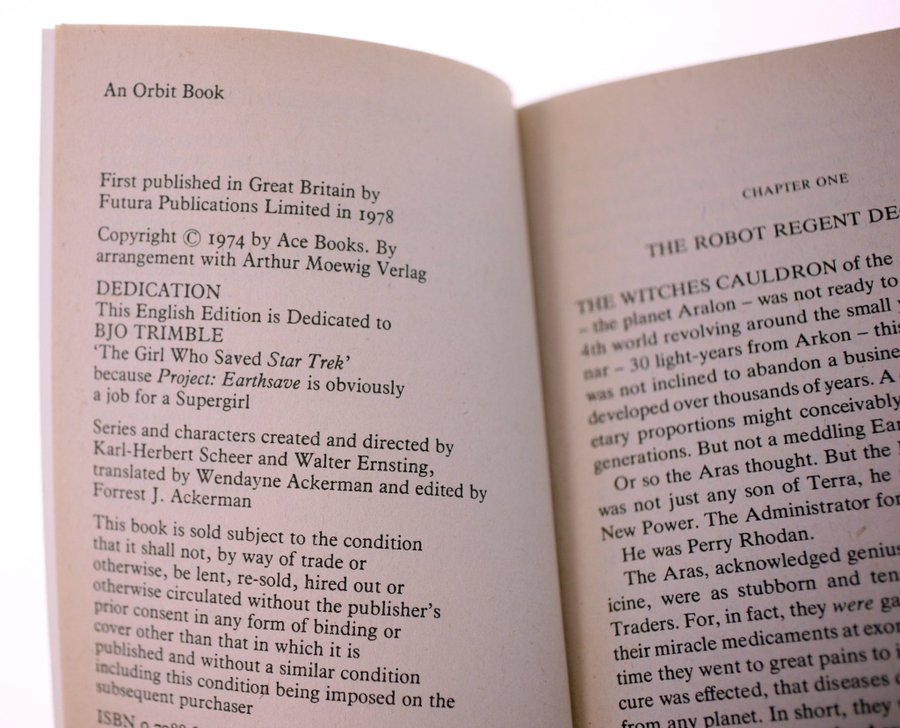 An Orbit Book
First published in Great Britain by
Futura Publications Limited in 1978
Copyright © 1974 by Ace Books. By
arrangement with Arthur Moewig Verlag
DEDICATION
This English Edition is Dedicated to
BJO TRIMBLE
‘The Girl Who Saved Star Trek’
because Project: Earthsave is obviously
a job for a Supergirl
Series and characters created and directed by
Karl-Herbert Scheer and Walter Ernsting,
translated by Wendayne Ackerman and edited by
Forrest J. Ackerman
This book is sold subject to the condition
that it shall not, by way of trade or
otherwise, be lent, re-sold, hired out or
otherwise circulated without the publisher's
prior consent in any form of binding or
cover other than that in which it is
published and without a similar condition
including this condition being imposed on the
subsequent purchaser
ISBN
CHAPTER ONE
THE ROBOT REGENT DE
THE WITCHES CAULDRON of the
– the planet Aralon – was not ready to
4th world revolving around the small
nar – 30 light-years from Arkon – this
was not inclined to abandon a busine
developed over thousands of years. A
etary proportions might conceivably
generations. But not a meddling Ear
Or so the Aras thought. But the
was not just any son of Terra, he
New Power. The Administrator for
He was Perry Rhodan.
The Aras, acknowledged genius
icine, were as stubborn and ten
Traders. For, in fact, they were ga
their miracle medicaments at exor
time they went to great pains to
cure was effected, that diseases
from any planet. In short, they